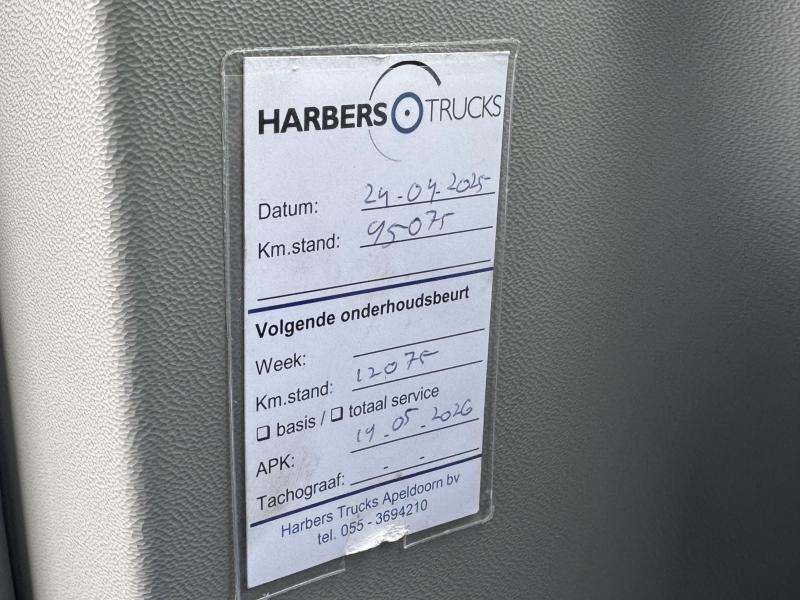 HARBERS TRUCKS
Datum: 24-04-2025
Km.stand: 95075
Volgende onderhoudsbeurt
Week:
Km.stand: 12075
☐ basis / ☐ totaal service
APK: 19-05-2026
Tachograaf: - -
Harbers Trucks Apeldoorn bv
tel. 055 - 3694210